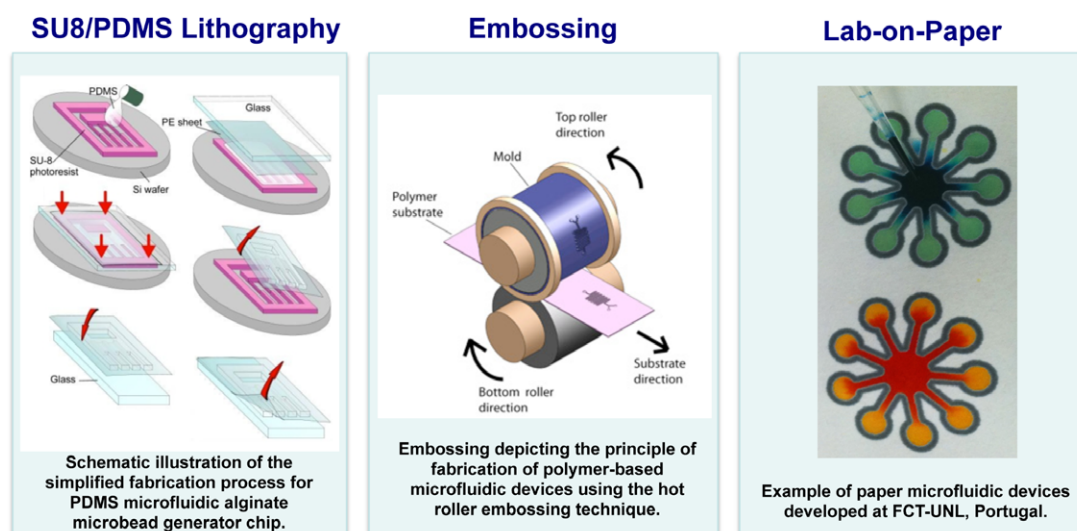 SU8/PDMS Lithography
PDMS
SU-8
photoresist
Si wafer
Glass
PE sheet
Glass
Schematic illustration of the
simplified fabrication process for
PDMS microfluidic alginate
microbead generator chip.
Embossing
Top roller
direction
Mold
Polymer
substrate
Substrate
direction
Bottom roller
direction
Embossing depicting the principle of
fabrication of polymer-based
microfluidic devices using the hot
roller embossing technique.
Lab-on-Paper
Example of paper microfluidic devices
developed at FCT-UNL, Portugal.